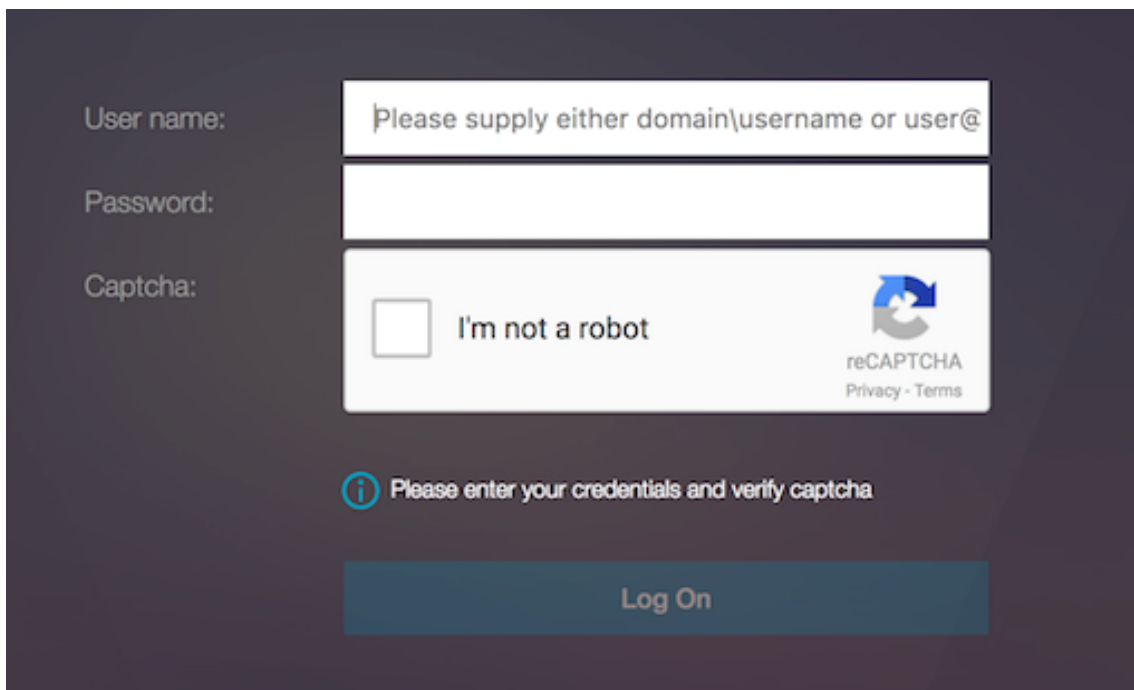 User name:
Please supply either domain\username or user@
Password:
Captcha:
I'm not a robot
reCAPTCHA
Privacy - Terms
Please enter your credentials and verify captcha
Log On